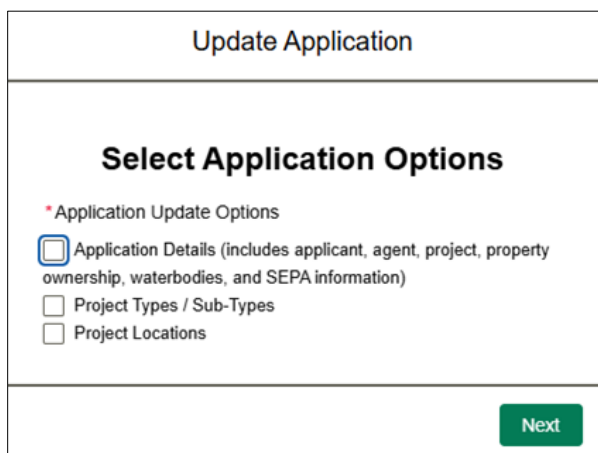 Update Application
Select Application Options
*Application Update Options
Application Details (includes applicant, agent, project, property
ownership, waterbodies, and SEPA information)
Project Types / Sub-Types
Project Locations
Next